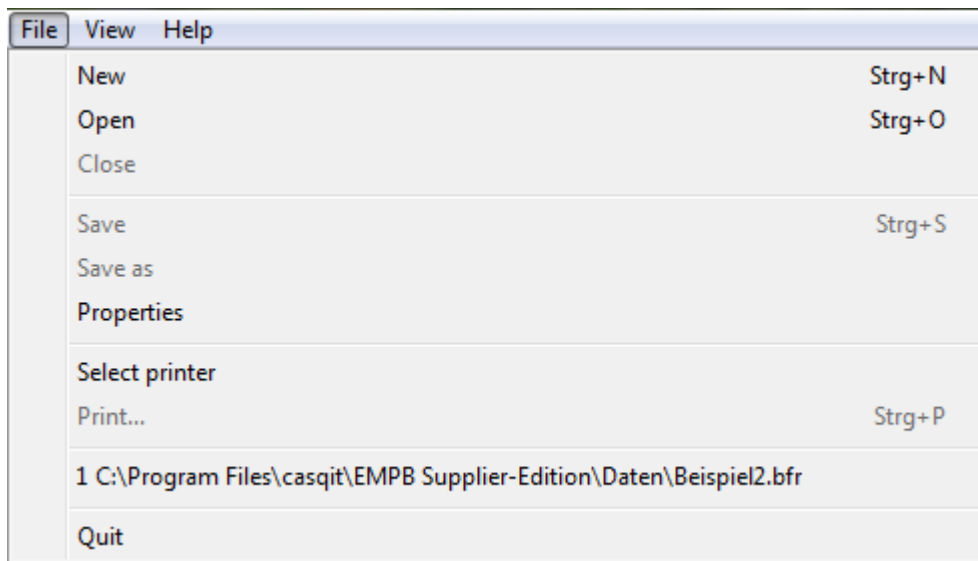 File View Help
New Strg+N
Open Strg+O
Close
Save Strg+S
Save as
Properties
Select printer
Print... Strg+P
1 C:\Program Files\casqit\EMPB Supplier-Edition\Daten\Beispiel2.bfr
Quit